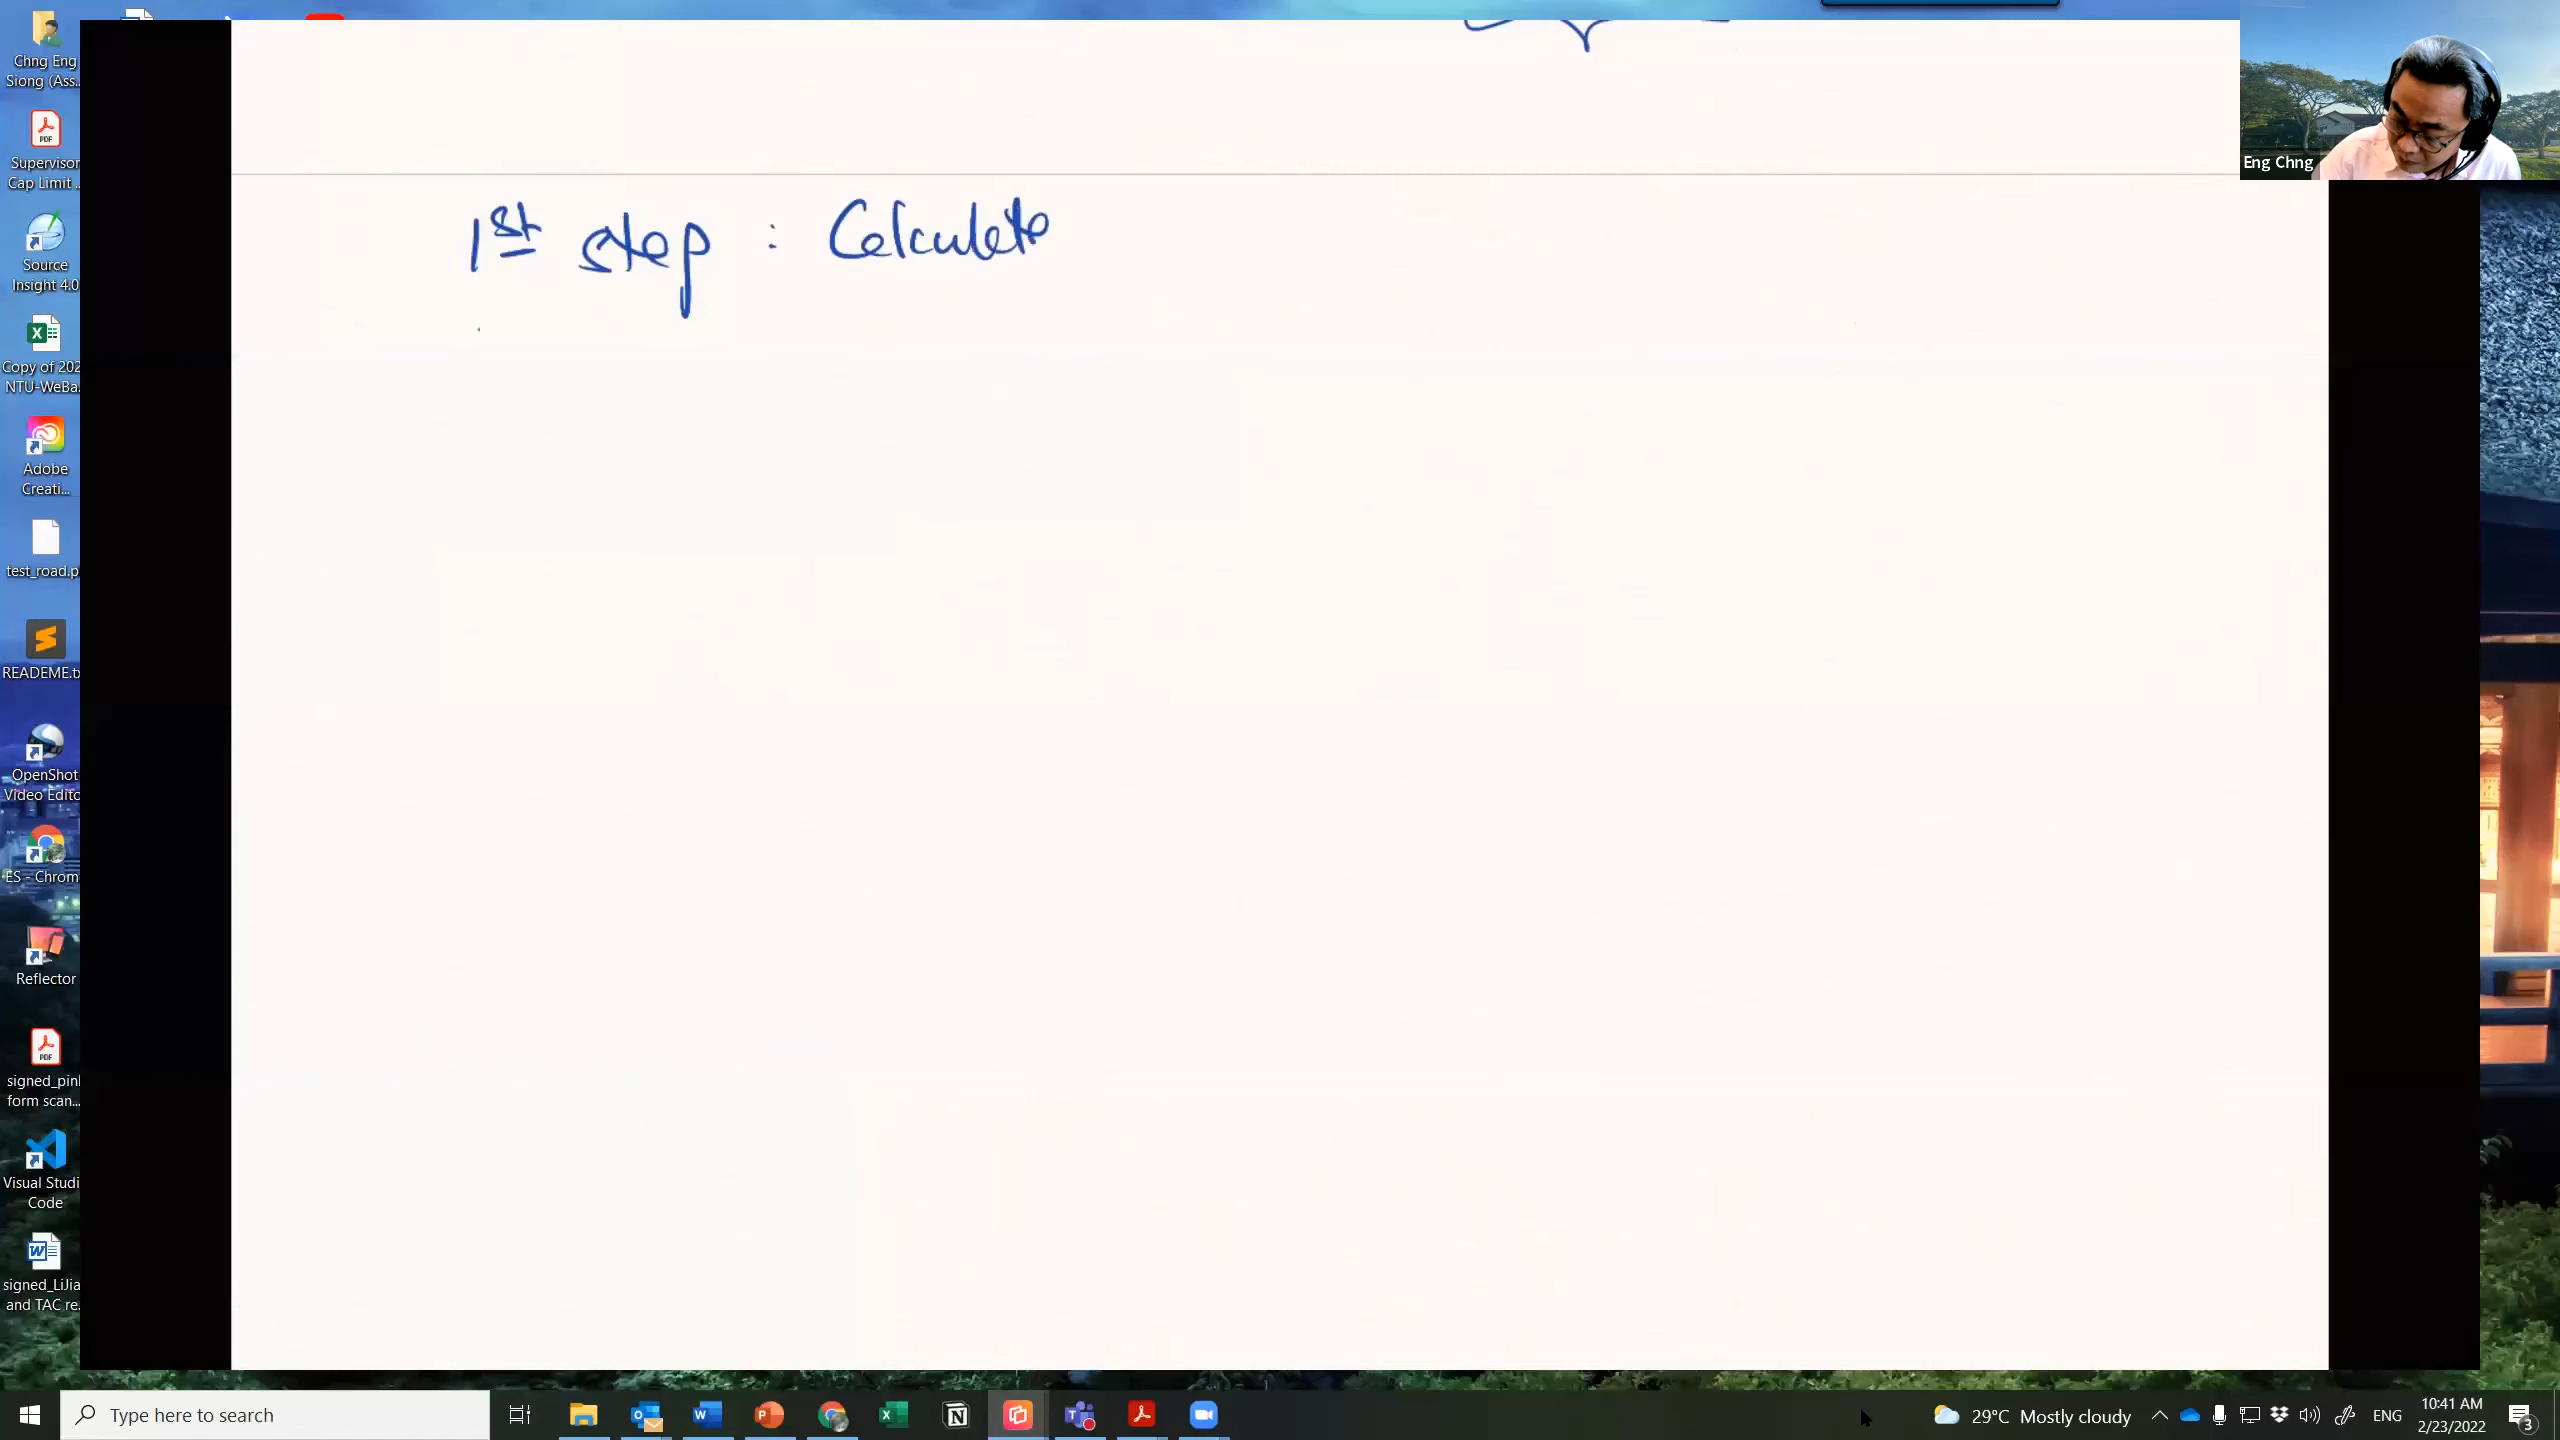 Chng Eng
Siong (Ass...
Supervisor
Cap Limit ...
Source
Insight 4.0
Copy of 202
NTU-WeBa...
Adobe
Creati...
test_road.p
READEME.t
OpenShot
Video Edito
ES - Chrom
Reflector
signed_pin
form scan...
Visual Studi
Code
signed_LiJia
and TAC re...
Eng Chng
1st step : Calculate
Type here to search
29°C Mostly cloudy
ENG
10:41 AM
2/23/2022
3